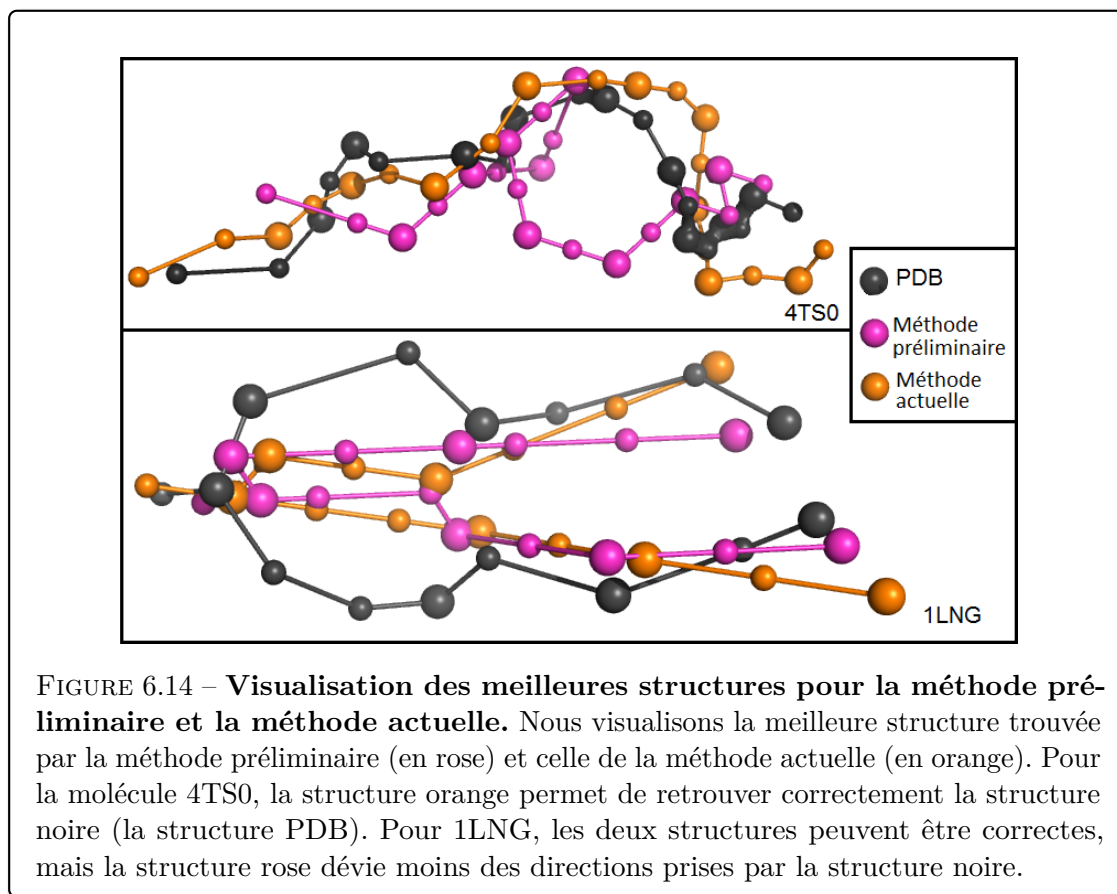 4TS0
PDB
Méthode
préliminaire
Méthode
actuelle
1LNG
FIGURE 6.14 – Visualisation des meilleures structures pour la méthode pré-
liminaire et la méthode actuelle. Nous visualisons la meilleure structure trouvée
par la méthode préliminaire (en rose) et celle de la méthode actuelle (en orange). Pour
la molécule 4TS0, la structure orange permet de retrouver correctement la structure
noire (la structure PDB). Pour 1LNG, les deux structures peuvent être correctes,
mais la structure rose dévie moins des directions prises par la structure noire.